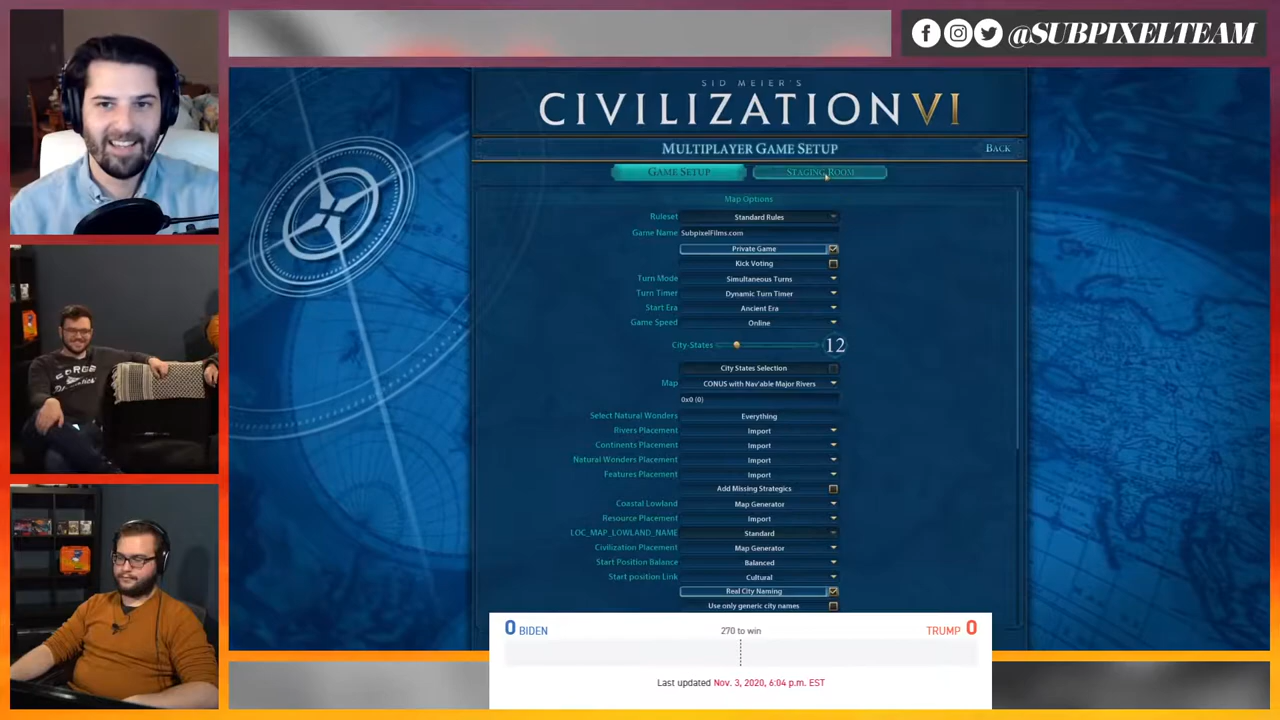 @SUBPIXELTEAM
SID MEIER'S
CIVILIZATION VI
MULTIPLAYER GAME SETUP
BACK
GAME SETUP
STAGING ROOM
Map Options
Ruleset Standard Rules
Game Name SubpixelFilms.com
Private Game
Kick Voting
Turn Mode Simultaneous Turns
Turn Timer Dynamic Turn Timer
Start Era Ancient Era
Game Speed Online
City-States 12
City States Selection
Map CONUS with Nav'able Major Rivers
0x0 (0)
Select Natural Wonders Everything
Rivers Placement Import
Continents Placement Import
Natural Wonders Placement Import
Features Placement Import
Add Missing Strategics
Coastal Lowland Map Generator
Resource Placement Import
LOC_MAP_LOWLAND_NAME Standard
Civilization Placement Map Generator
Start Position Balance Balanced
Start position Link Cultural
Real City Naming
Use only generic city names
0 BIDEN
270 to win
TRUMP 0
Last updated Nov. 3, 2020, 6:04 p.m. EST